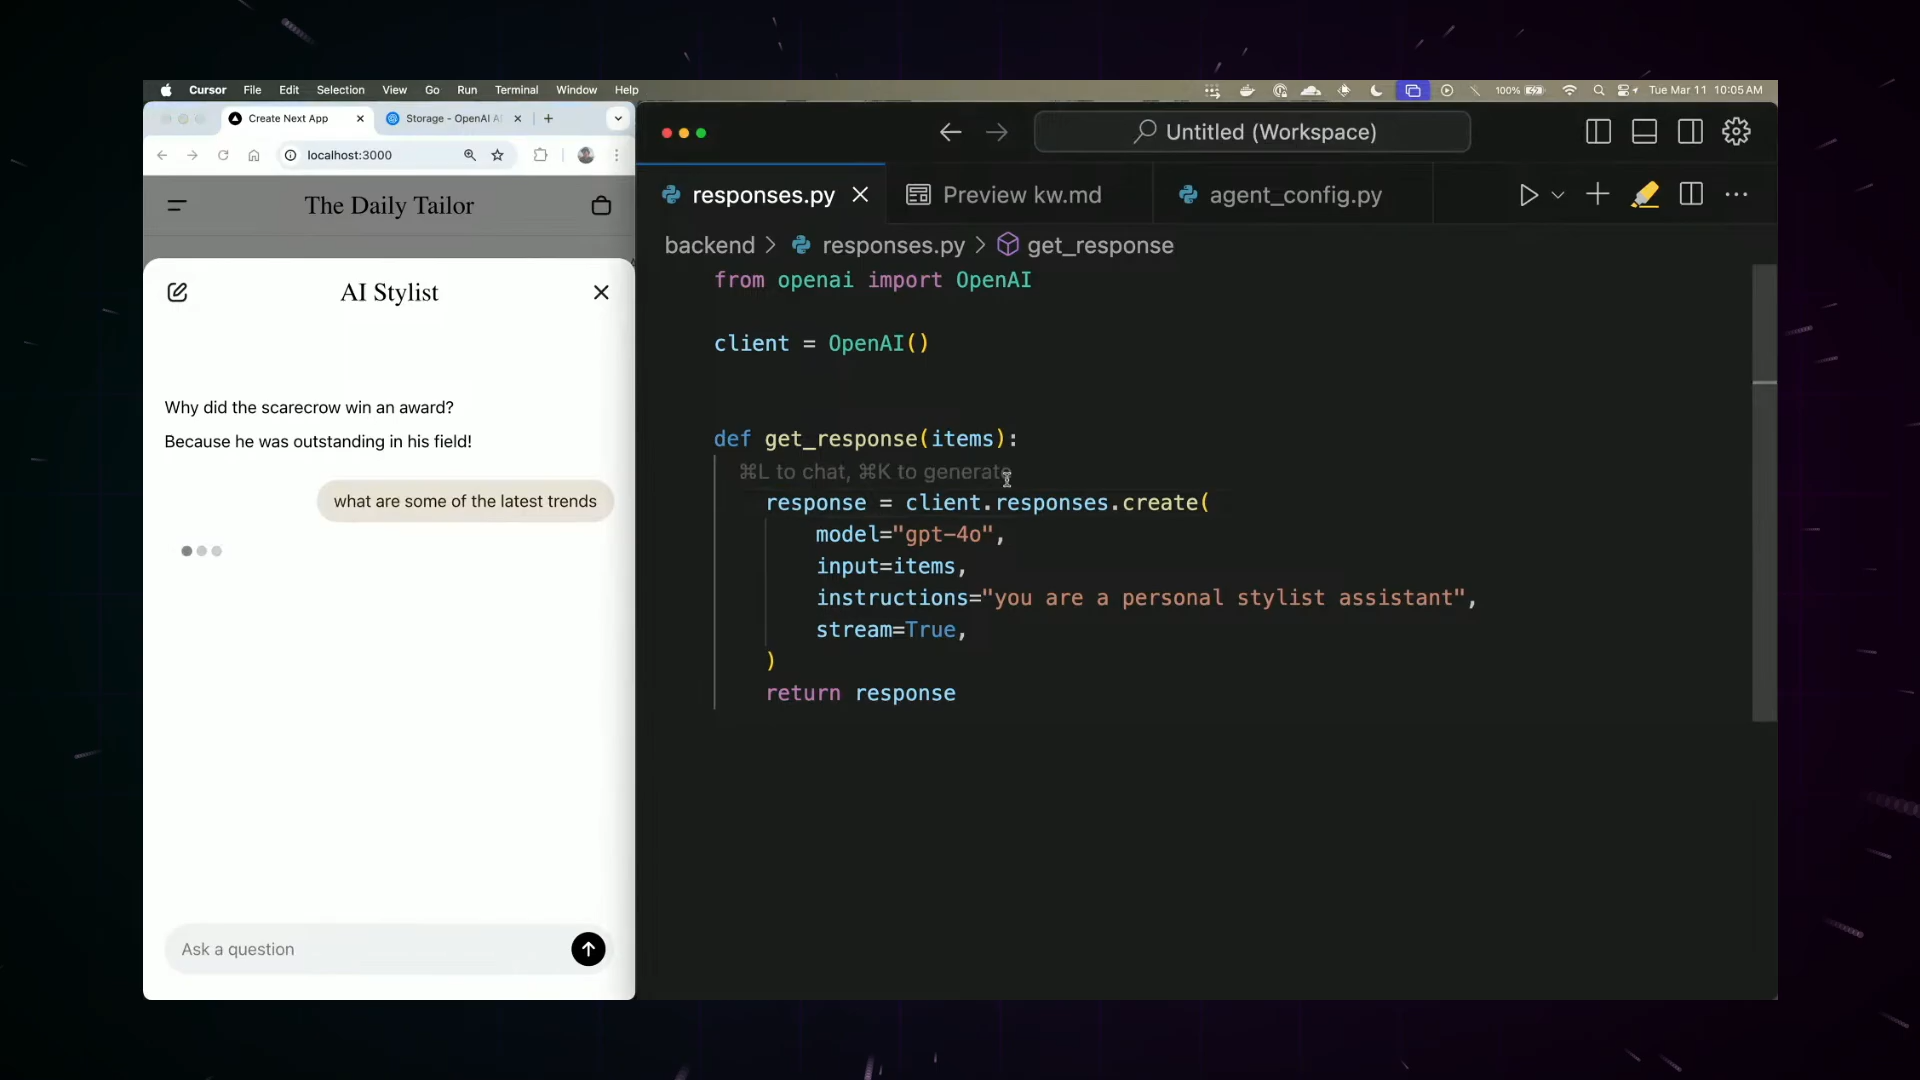 Cursor File Edit Selection View Go Run Terminal Window Help
100% Tue Mar 11 10:05 AM
Create Next App
Storage - OpenAI A
localhost:3000
The Daily Tailor
AI Stylist
Why did the scarecrow win an award?
Because he was outstanding in his field!
what are some of the latest trends
Ask a question
Untitled (Workspace)
responses.py
Preview kw.md
agent_config.py
backend > responses.py > get_response
from openai import OpenAI
client = OpenAI()
def get_response(items):
⌘L to chat, ⌘K to generate
response = client.responses.create(
model="gpt-4o",
input=items,
instructions="you are a personal stylist assistant",
stream=True,
)
return response